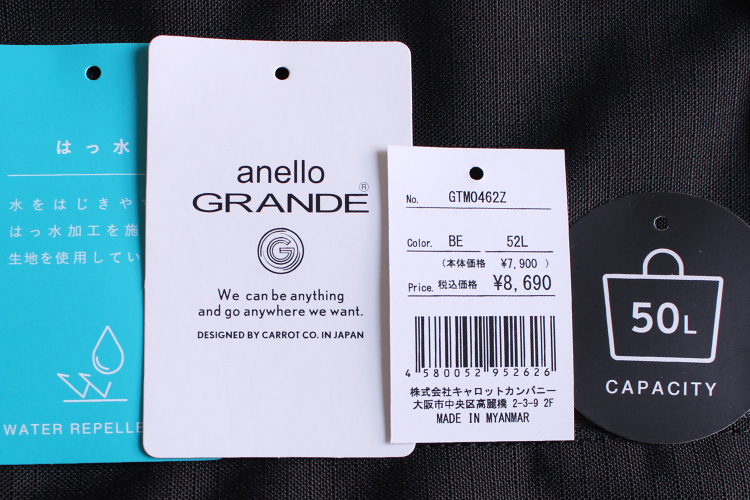 はっ水
水をはじきや
はっ水加工を施
生地を使用してい
WATER REPELLE
anello
GRANDE®
G
We can be anything
and go anywhere we want.
DESIGNED BY CARROT CO. IN JAPAN
No. GTM0462Z
Color. BE 52L
(本体価格 ¥7,900 )
Price. 税込価格 ¥8,690
4 580052 952626
株式会社キャロットカンパニー
大阪市中央区高麗橋 2-3-9 2F
MADE IN MYANMAR
50L
CAPACITY